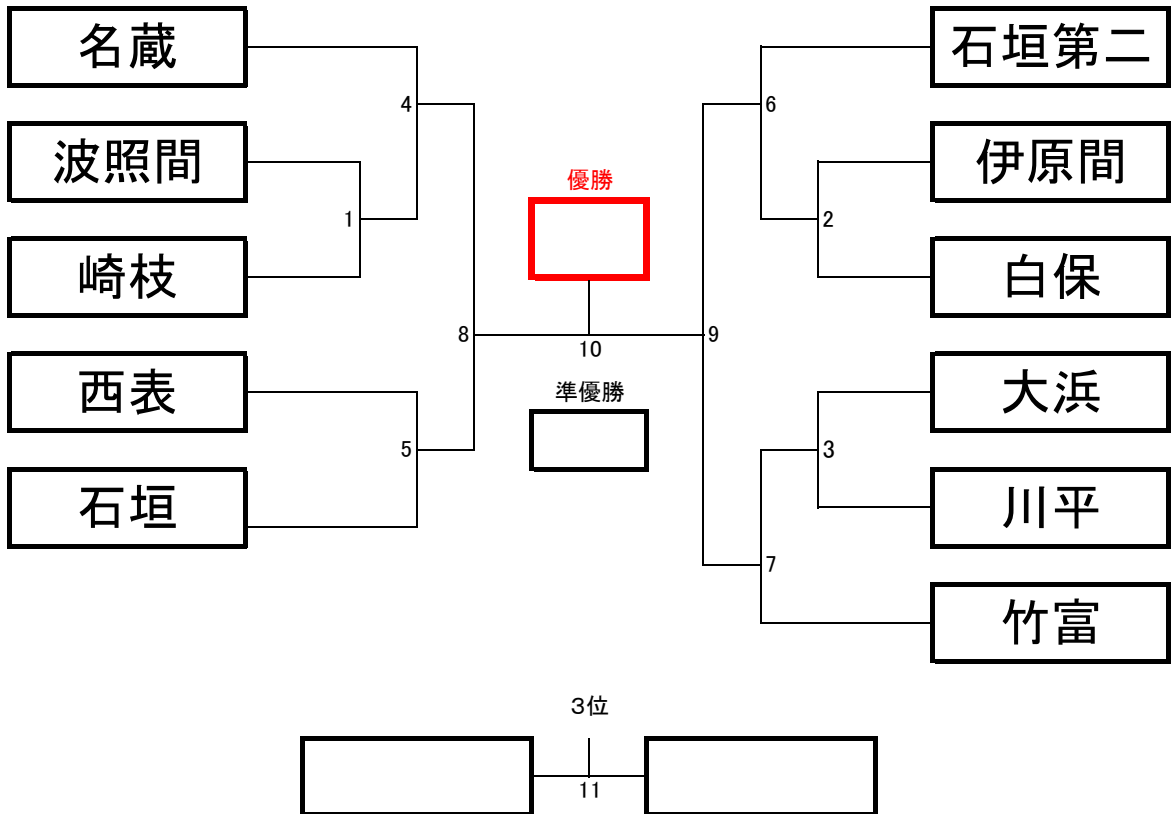 名蔵
波照間
崎枝
西表
石垣
4
1
8
5
優勝
10
準優勝
石垣第二
伊原間
白保
大浜
川平
竹富
6
2
9
3
7
３位
11